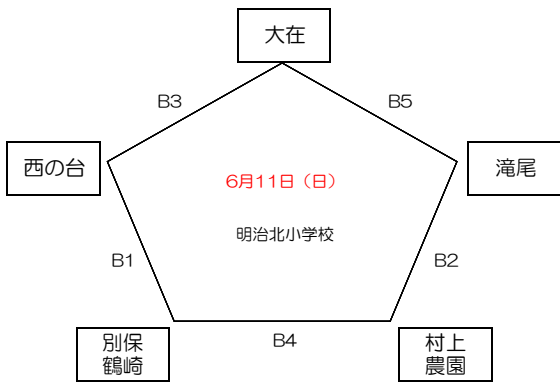 大在
B3
B5
西の台
滝尾
6月11日（日）
明治北小学校
B1
B2
別保
鶴崎
B4
村上
農園